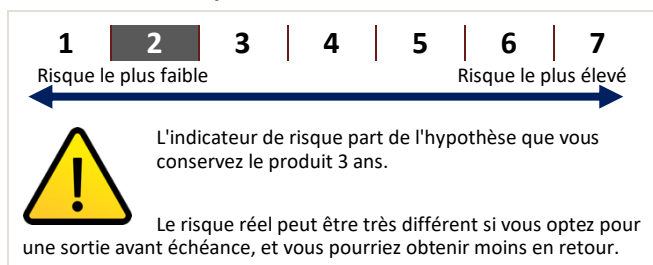 1 2 3 4 5 6 7
Risque le plus faible Risque le plus élevé
L'indicateur de risque part de l'hypothèse que vous
conservez le produit 3 ans.
Le risque réel peut être très différent si vous optez pour
une sortie avant échéance, et vous pourriez obtenir moins en retour.